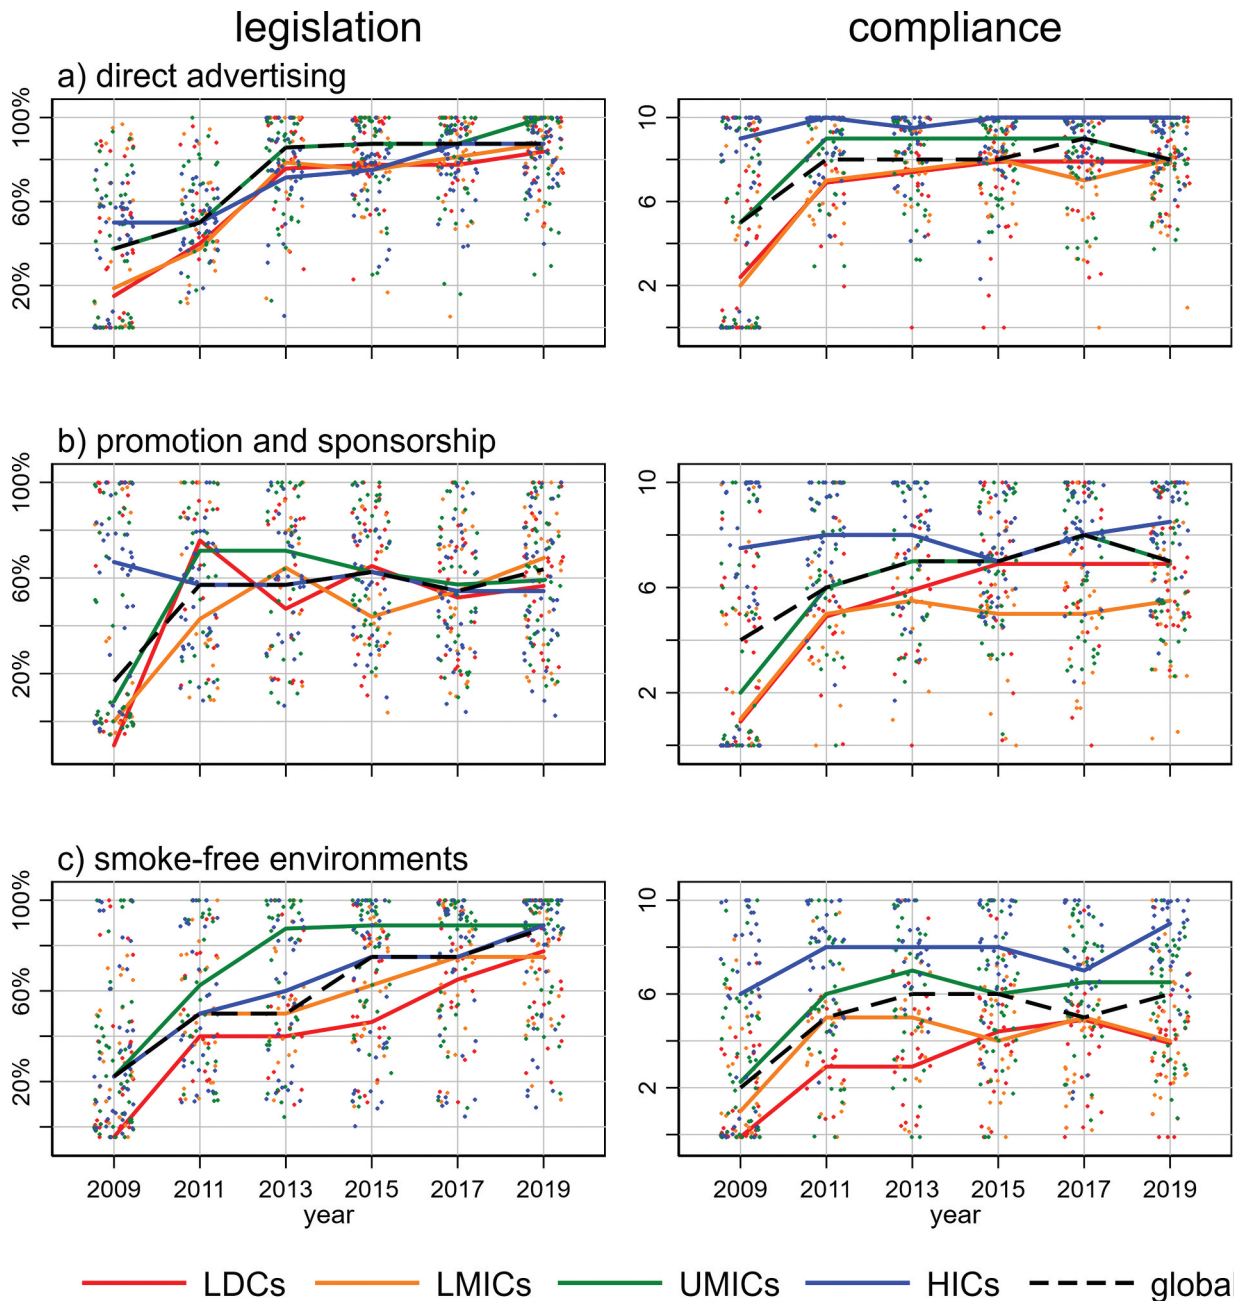 legislation compliance
a) direct advertising
100%
60%
20%
10
6
2
b) promotion and sponsorship
100%
60%
20%
10
6
2
c) smoke-free environments
100%
60%
20%
10
6
2
2009 2011 2013 2015 2017 2019
year
2009 2011 2013 2015 2017 2019
year
LDCs LMICs UMICs HICs global